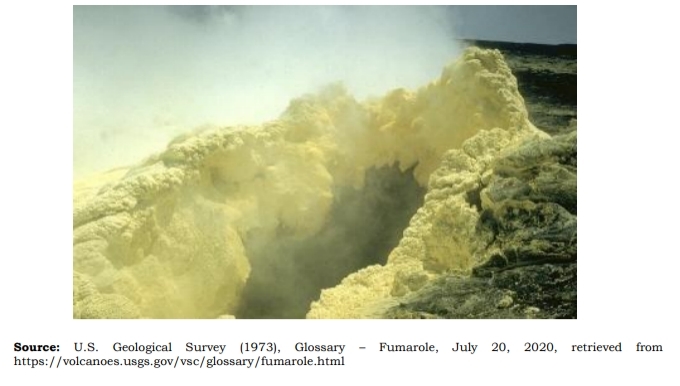 Source: U.S. Geological Survey (1973), Glossary – Fumarole, July 20, 2020, retrieved from
https://volcanoes.usgs.gov/vsc/glossary/fumarole.html